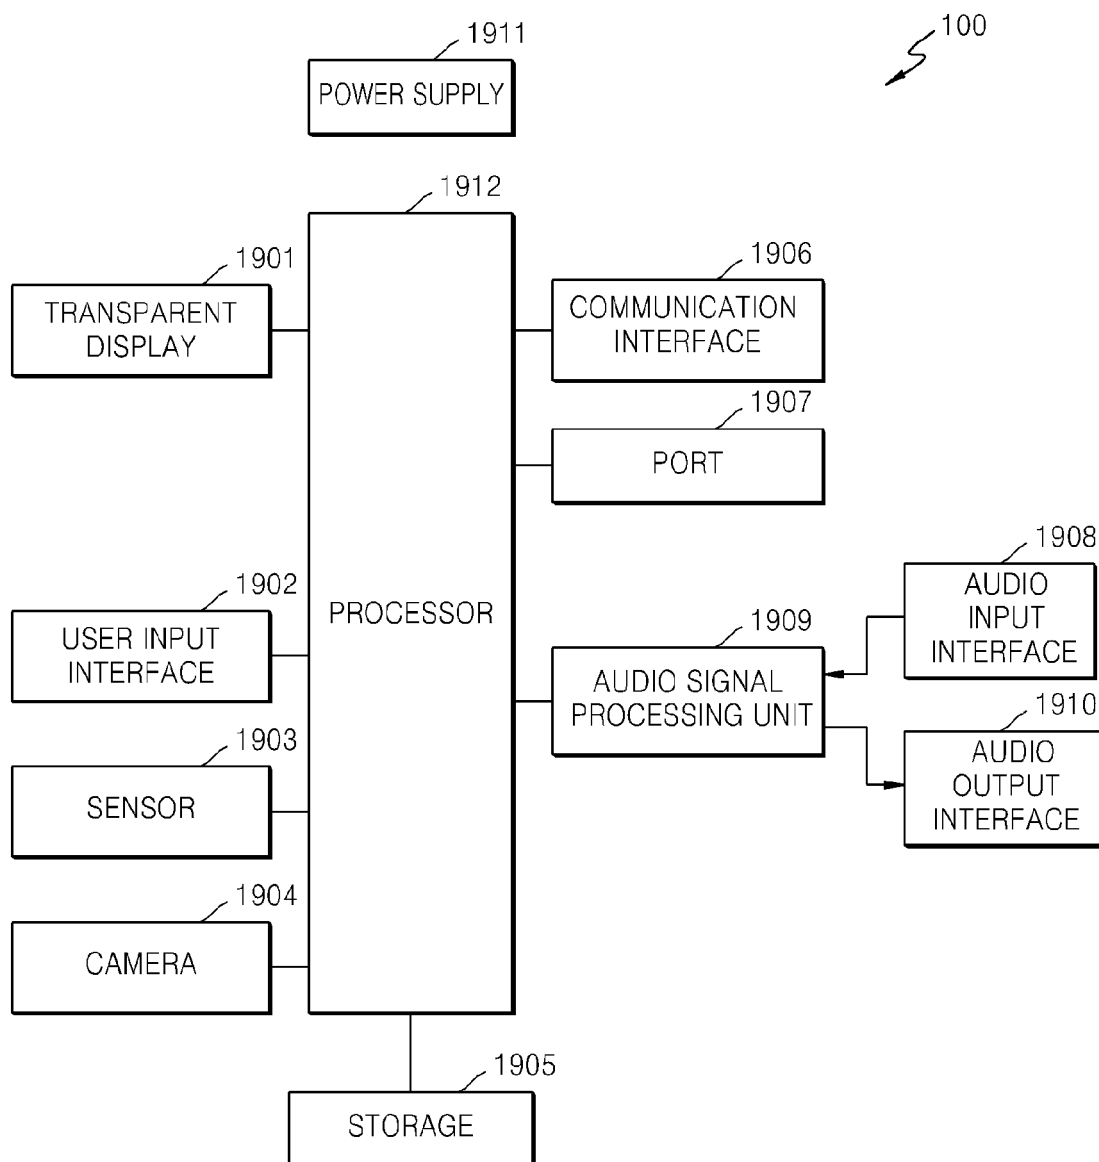 1911
100
POWER SUPPLY
1912
1901
TRANSPARENT
DISPLAY
1906
COMMUNICATION
INTERFACE
1907
PORT
1902
USER INPUT
INTERFACE
PROCESSOR
1908
AUDIO
INPUT
INTERFACE
1909
AUDIO SIGNAL
PROCESSING UNIT
1910
AUDIO
OUTPUT
INTERFACE
1903
SENSOR
1904
CAMERA
1905
STORAGE